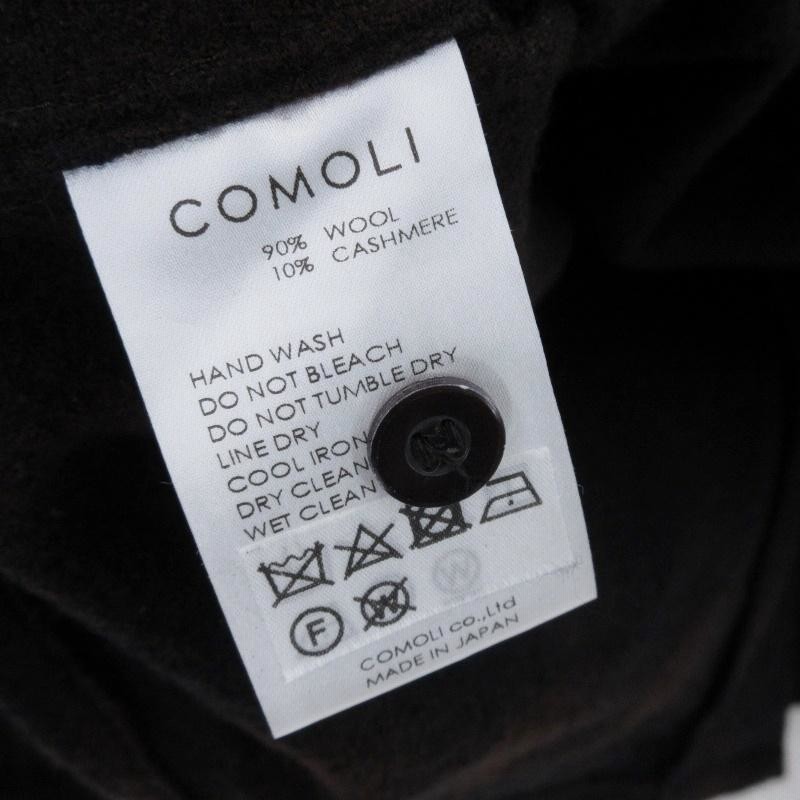 COMOLI
90% WOOL
10% CASHMERE
HAND WASH
DO NOT BLEACH
DO NOT TUMBLE DRY
LINE DRY
COOL IRON
DRY CLEAN
WET CLEAN
F W W
COMOLI co.,Ltd
MADE IN JAPAN